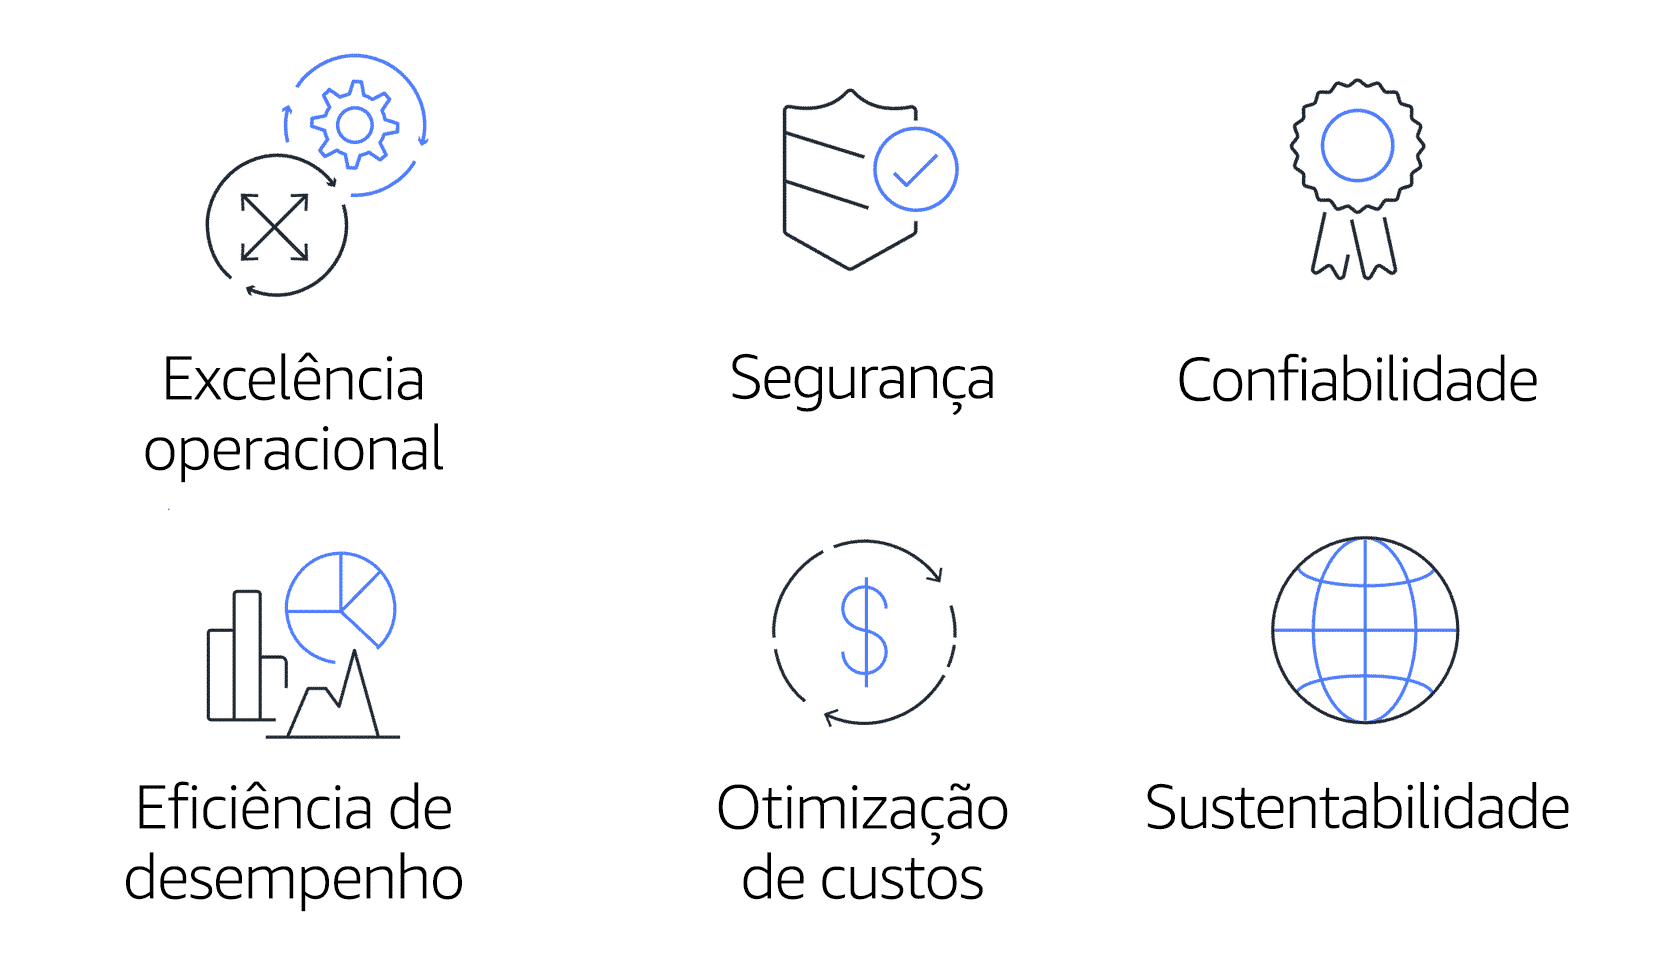 Excelência
operacional
Segurança
Confiabilidade
Eficiência de
desempenho
Otimização
de custos
Sustentabilidade